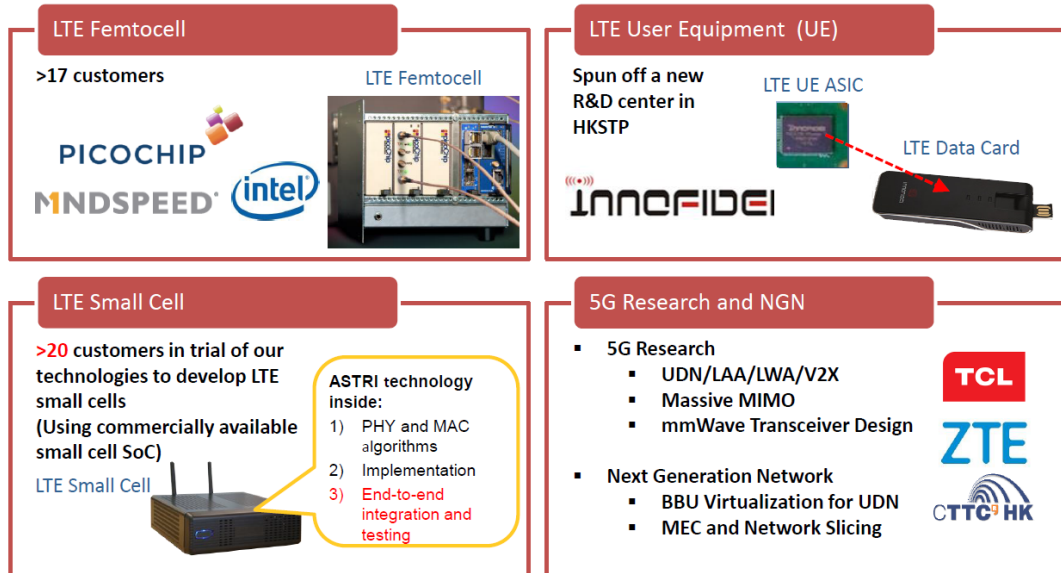 LTE Femtocell
>17 customers
LTE Femtocell
PICOCHIP
MNDSPEED
intel
LTE User Equipment (UE)
Spun off a new
R&D center in
HKSTP
LTE UE ASIC
INNOFIDEI
LTE Data Card
INNOFIDEI
LTE Small Cell
>20 customers in trial of our
technologies to develop LTE
small cells
(Using commercially available
small cell SoC)
LTE Small Cell
ASTRI technology
inside:
1) PHY and MAC
algorithms
2) Implementation
3) End-to-end
integration and
testing
5G Research and NGN
▪ 5G Research
▪ UDN/LAA/LWA/V2X
▪ Massive MIMO
▪ mmWave Transceiver Design
▪ Next Generation Network
▪ BBU Virtualization for UDN
▪ MEC and Network Slicing
TCL
ZTE
CTTC HK